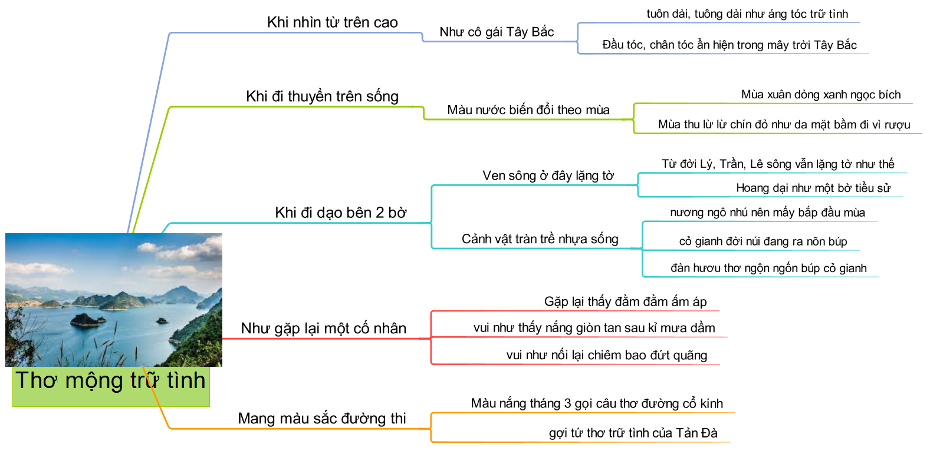 Khi nhìn từ trên cao
Như cô gái Tây Bắc
tuôn dài, tuông dài như áng tóc trữ tình
Đầu tóc, chân tóc ẩn hiện trong mây trời Tây Bắc
Khi đi thuyền trên sống
Màu nước biến đổi theo mùa
Mùa xuân dòng xanh ngọc bích
Mùa thu lừ lừ chín đỏ như da mặt bầm đi vì rượu
Khi đi dạo bên 2 bờ
Ven sông ở đây lặng tờ
Từ đời Lý, Trần, Lê sông vẫn lặng tờ như thế
Hoang dại như một bờ tiều sử
Cảnh vật tràn trề nhựa sống
nương ngô nhú nên mấy bắp đầu mùa
cỏ gianh đời núi đang ra nõn búp
đàn hươu thơ ngộn ngốn búp cỏ gianh
Như gặp lại một cố nhân
Gặp lại thấy đầm đầm ấm áp
vui như thấy nắng giòn tan sau kỉ mưa dầm
vui như nối lại chiêm bao đứt quãng
Mang màu sắc đường thi
Màu nắng tháng 3 gọi câu thơ đường cổ kính
gợi tứ thơ trữ tình của Tản Đà
Thơ mộng trữ tình